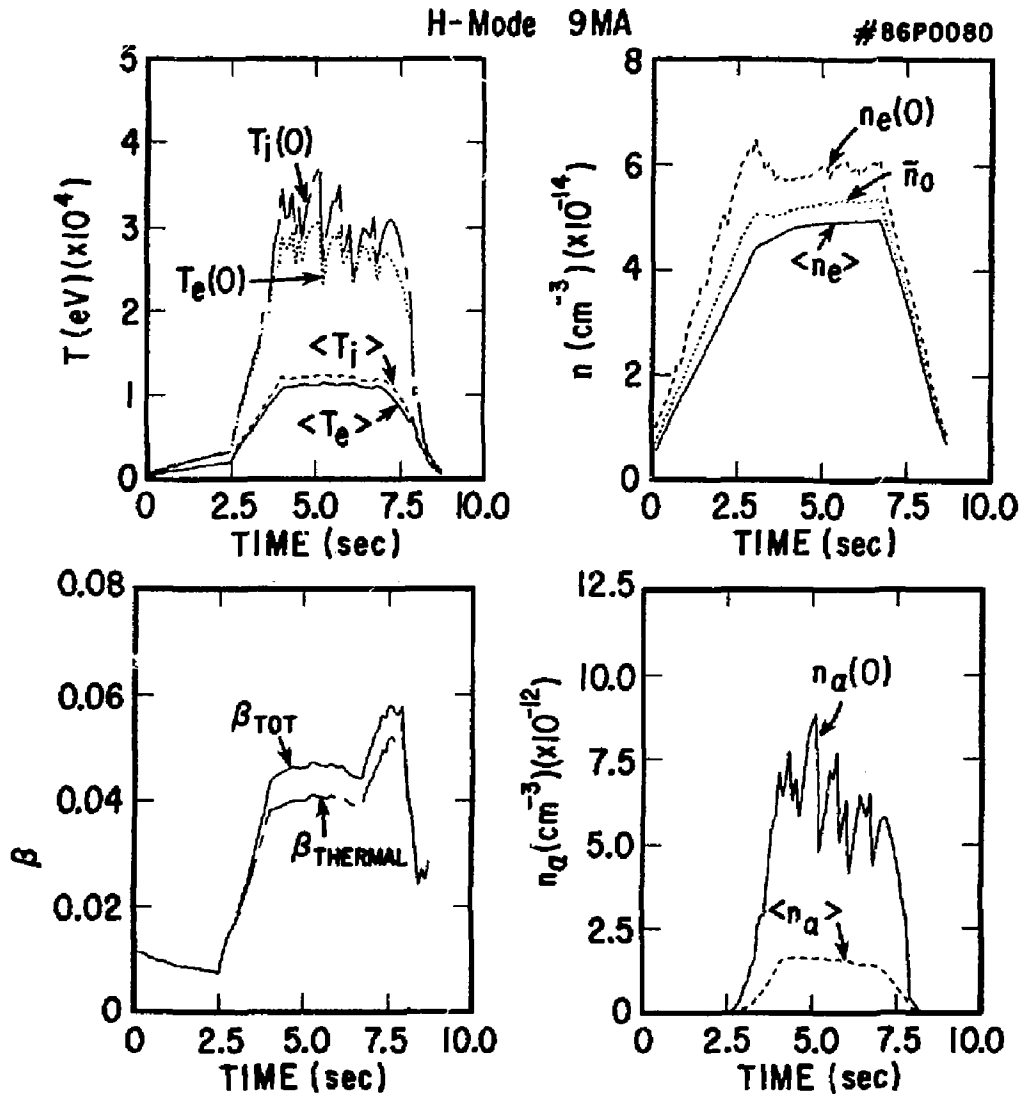 H-Mode 9MA
#86P0080
5
4
3
2
1
0
T(eV)(x10⁴)
Tᵢ(0)
Tₑ(0)
<Tᵢ>
<Tₑ>
0 2.5 5.0 7.5 10.0
TIME (sec)
8
6
4
2
0
n (cm⁻³)(x10⁻¹⁴)
nₑ(0)
n̄₀
<nₑ>
0 2.5 5.0 7.5 10.0
TIME (sec)
0.08
0.06
0.04
0.02
0
β
βTOT
βTHERMAL
0 2.5 5.0 7.5 10.0
TIME (sec)
12.5
10.0
7.5
5.0
2.5
0
nα(cm⁻³)(x10⁻¹²)
nα(0)
<nα>
0 2.5 5.0 7.5 10.0
TIME (sec)